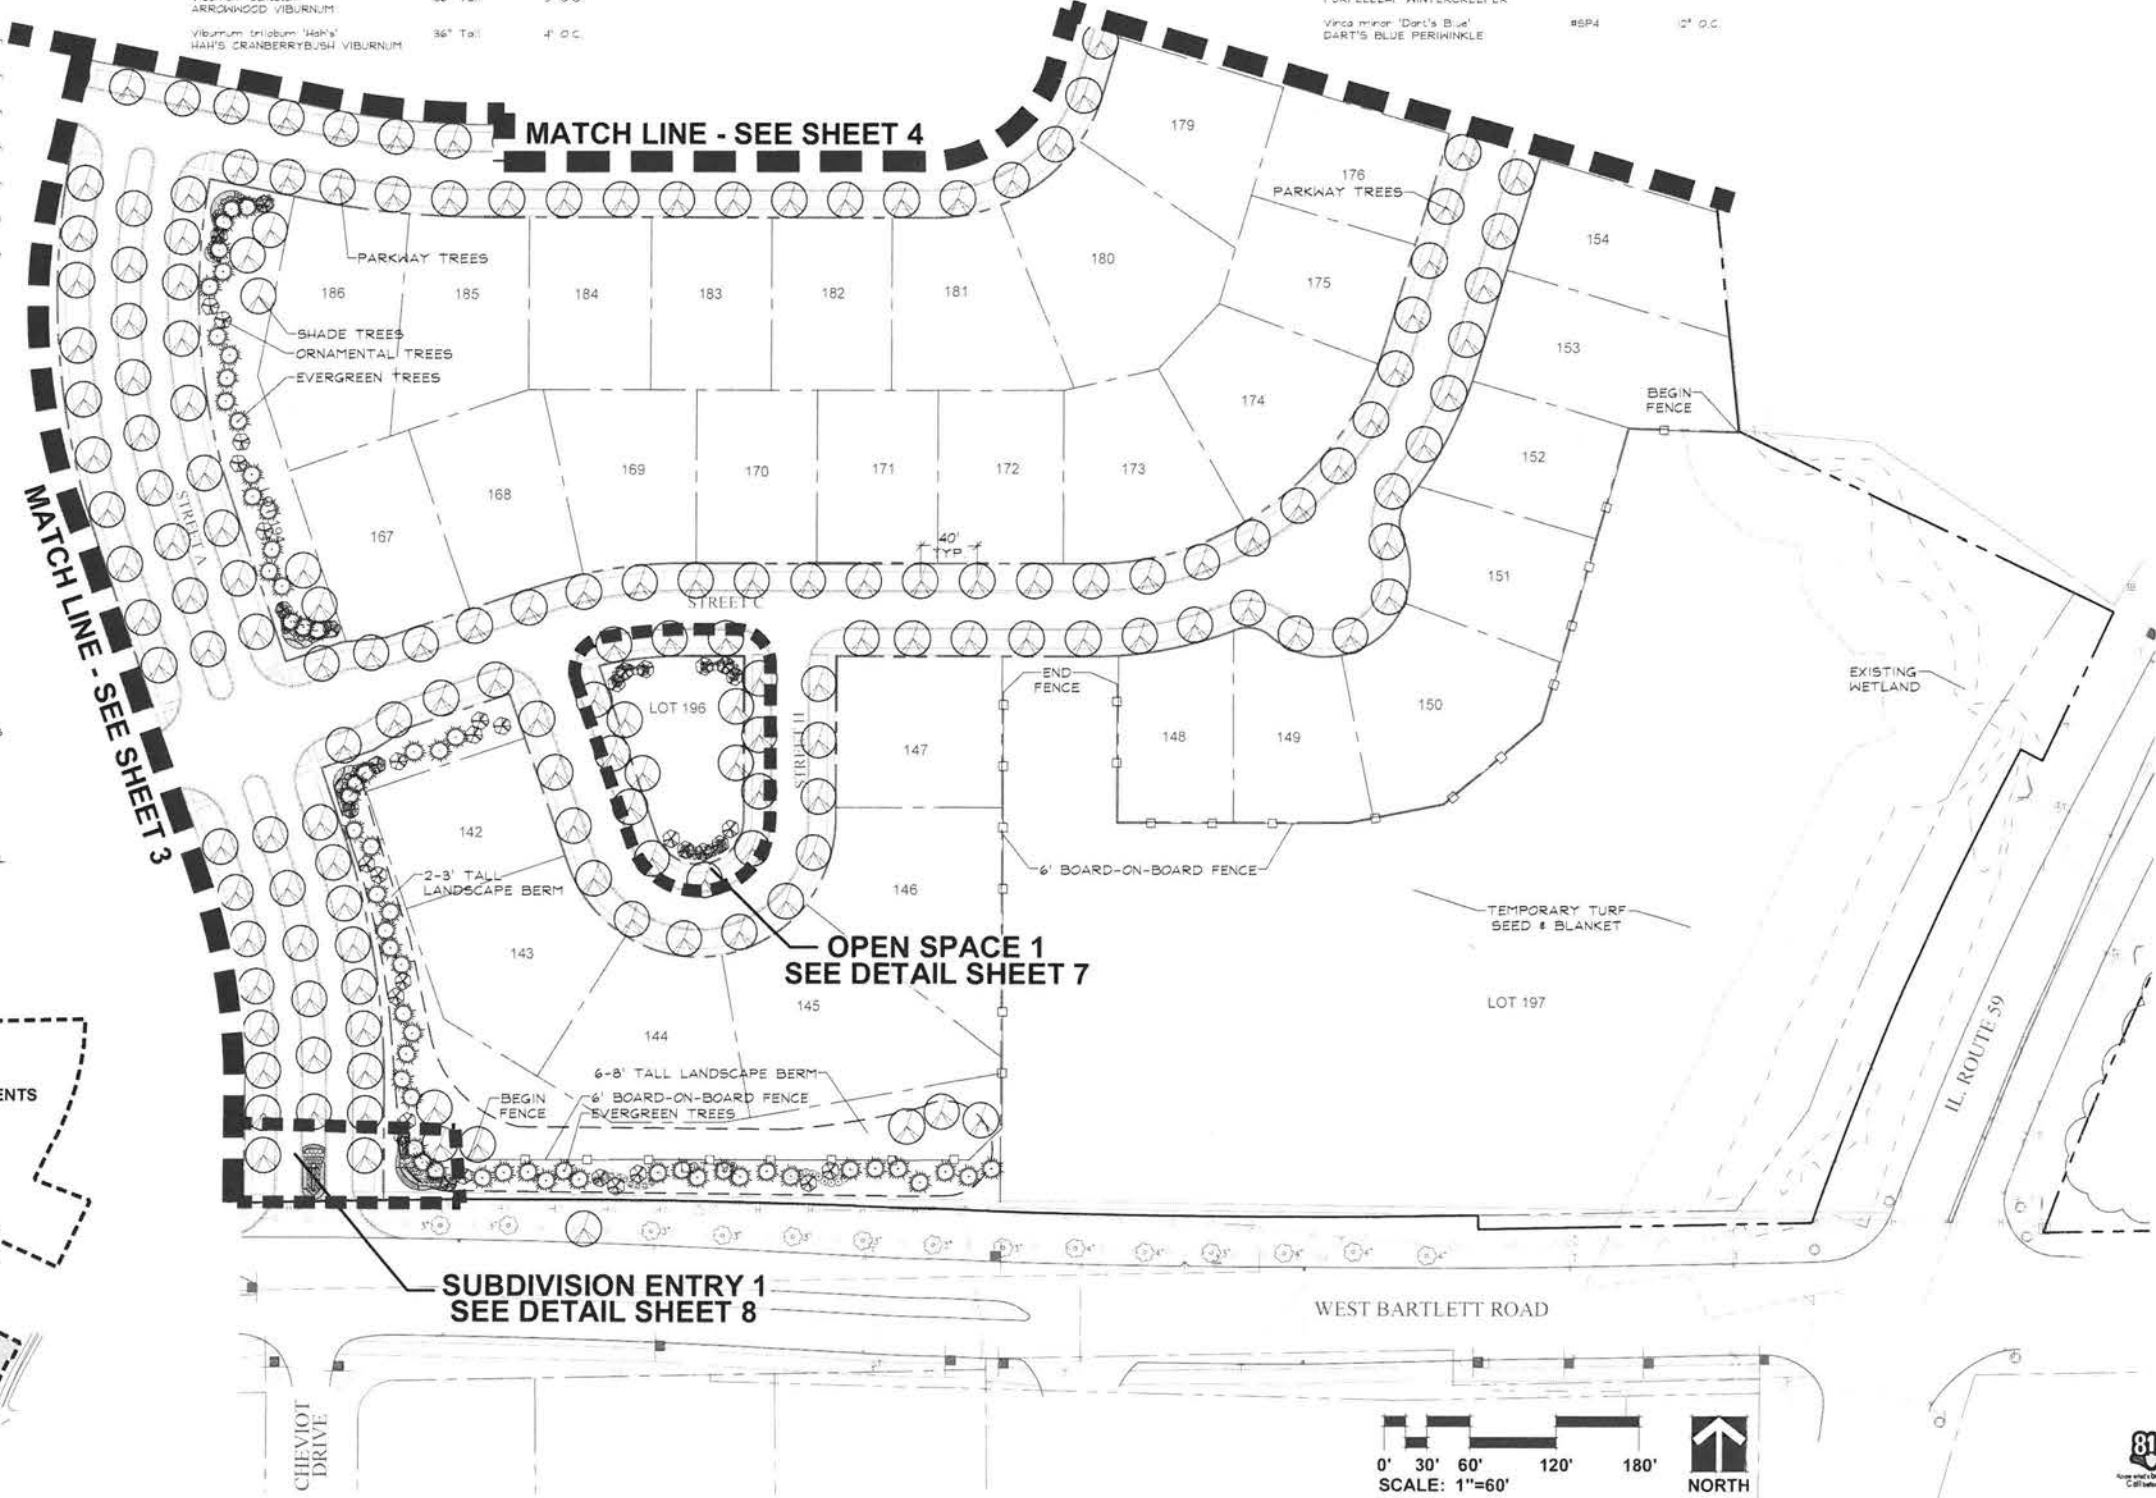 ARROWWOOD VIBURNUM
Viburnum trilobum 'Hah's' 36" Tall 4' O.C.
HAH'S CRANBERRYBUSH VIBURNUM
Vinca minor 'Dart's Blue' #SP4 12" O.C.
DART'S BLUE PERIWINKLE
MATCH LINE - SEE SHEET 4
179
176
PARKWAY TREES
154
PARKWAY TREES
180
186
185
184
183
182
181
175
SHADE TREES
ORNAMENTAL TREES
EVERGREEN TREES
153
174
BEGIN
FENCE
152
169
170
171
172
173
168
167
STREET A
194
MATCH LINE - SEE SHEET 3
40'
TYP
STREET C
151
END
FENCE
EXISTING
WETLAND
LOT 196
150
STREET H
147
148
149
142
2-3' TALL
LANDSCAPE BERM
146
6' BOARD-ON-BOARD FENCE
TEMPORARY TURF
SEED & BLANKET
143
OPEN SPACE 1
SEE DETAIL SHEET 7
145
LOT 197
144
IL. ROUTE 59
6-8' TALL LANDSCAPE BERM
ENTS
BEGIN
FENCE
6' BOARD-ON-BOARD FENCE
EVERGREEN TREES
SUBDIVISION ENTRY 1
SEE DETAIL SHEET 8
WEST BARTLETT ROAD
CHEVIOT
DRIVE
0' 30' 60' 120' 180'
SCALE: 1"=60'
NORTH
81